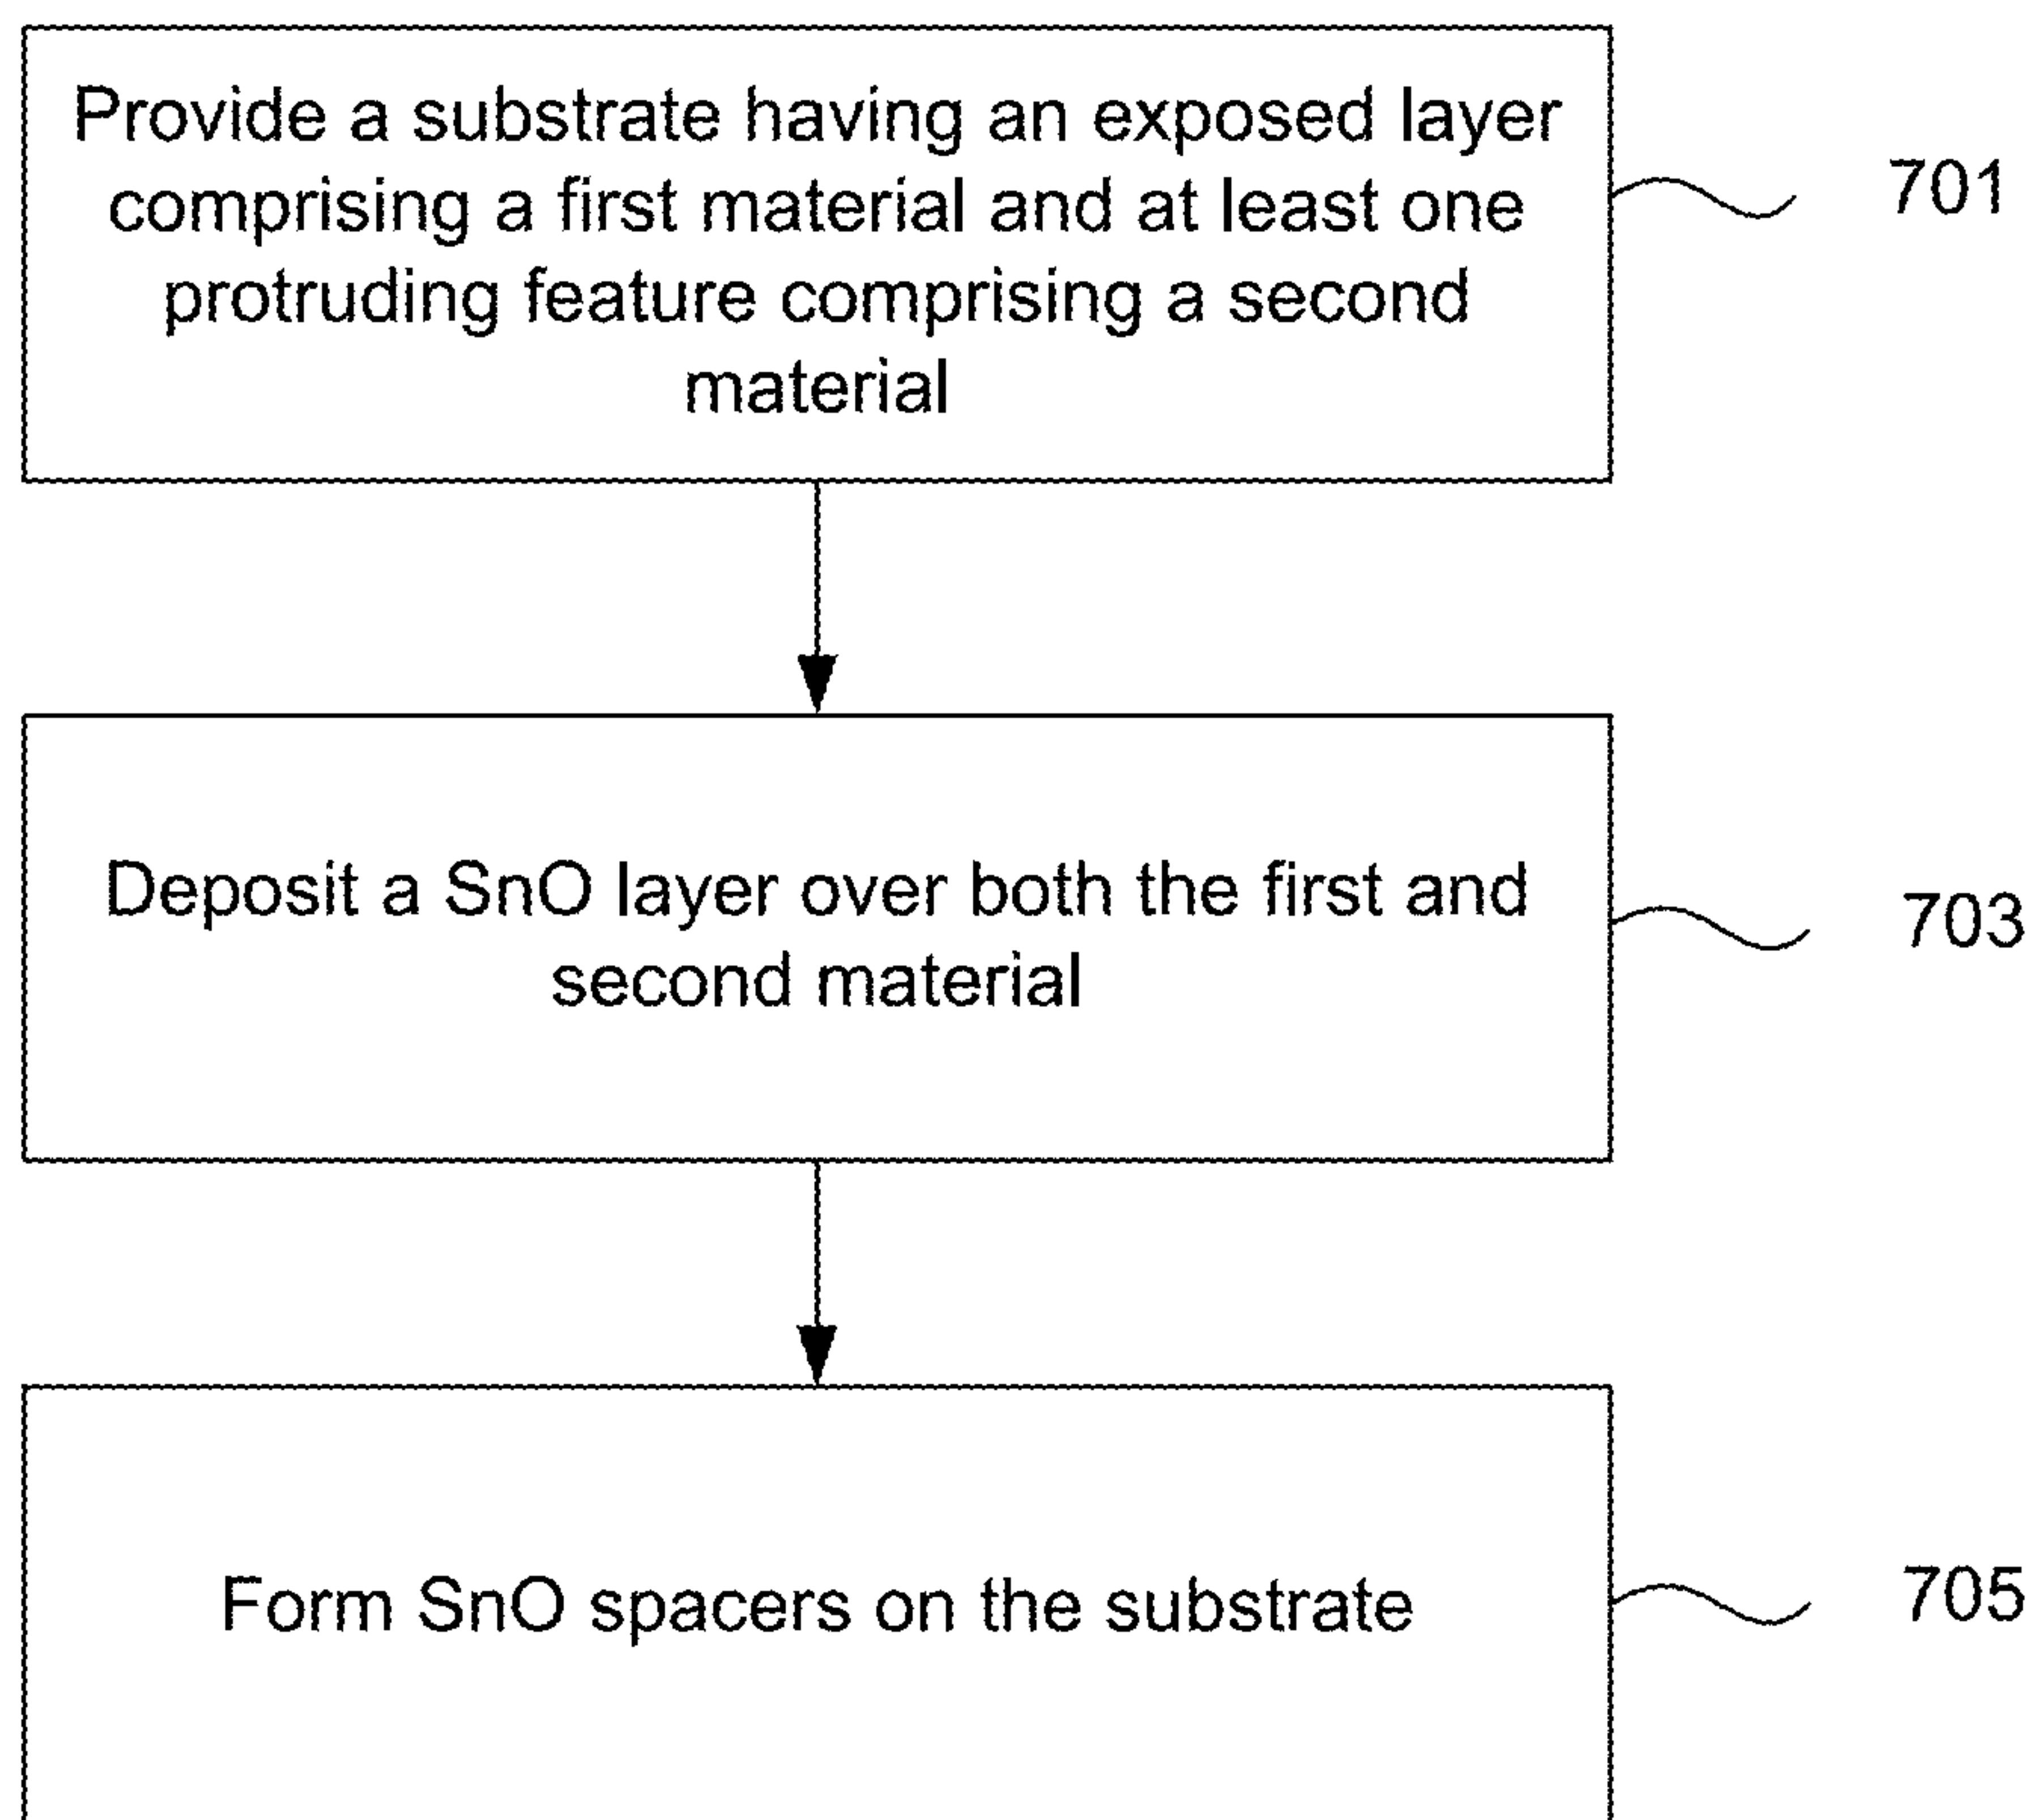 Provide a substrate having an exposed layer
comprising a first material and at least one
protruding feature comprising a second
material
701
Deposit a SnO layer over both the first and
second material
703
Form SnO spacers on the substrate
705